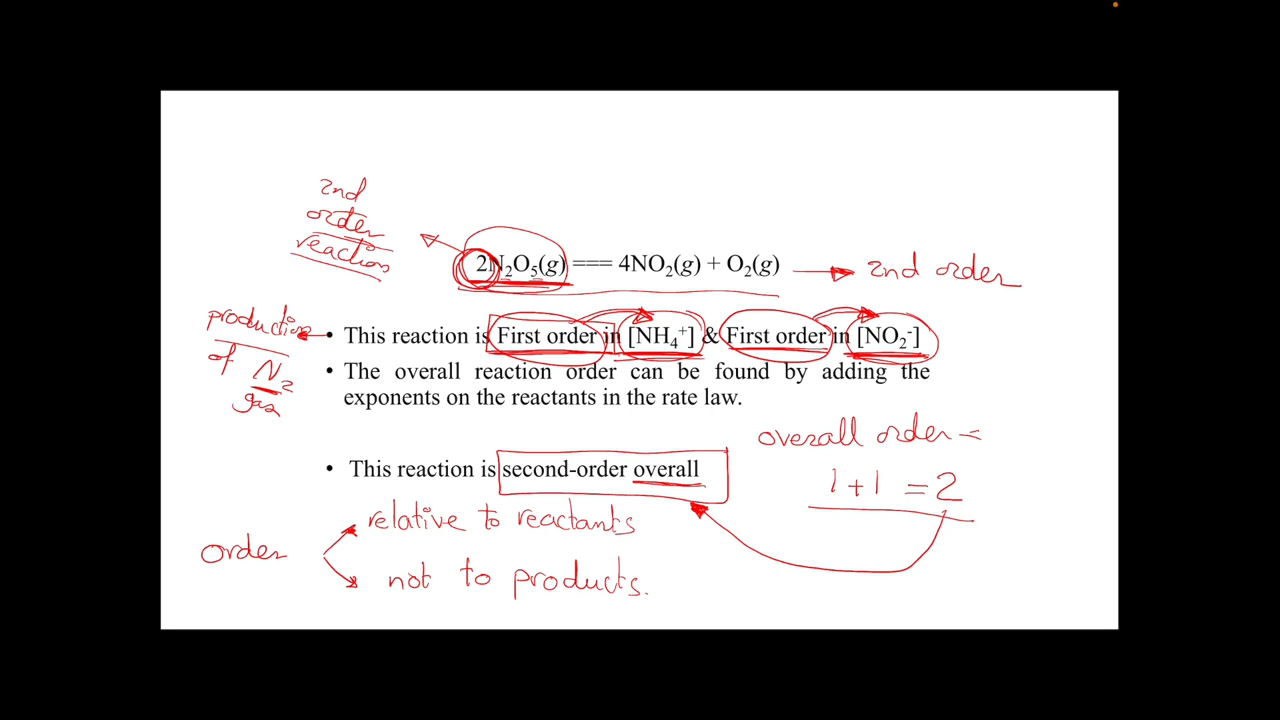 2nd
order
reaction
2N₂O₅(g) === 4NO₂(g) + O₂(g)
2nd order
production
of N₂
gas
• This reaction is First order in [NH₄⁺] & First order in [NO₂⁻]
• The overall reaction order can be found by adding the
exponents on the reactants in the rate law.
overall order =
1 + 1 = 2
• This reaction is second-order overall
order
relative to reactants
not to products.